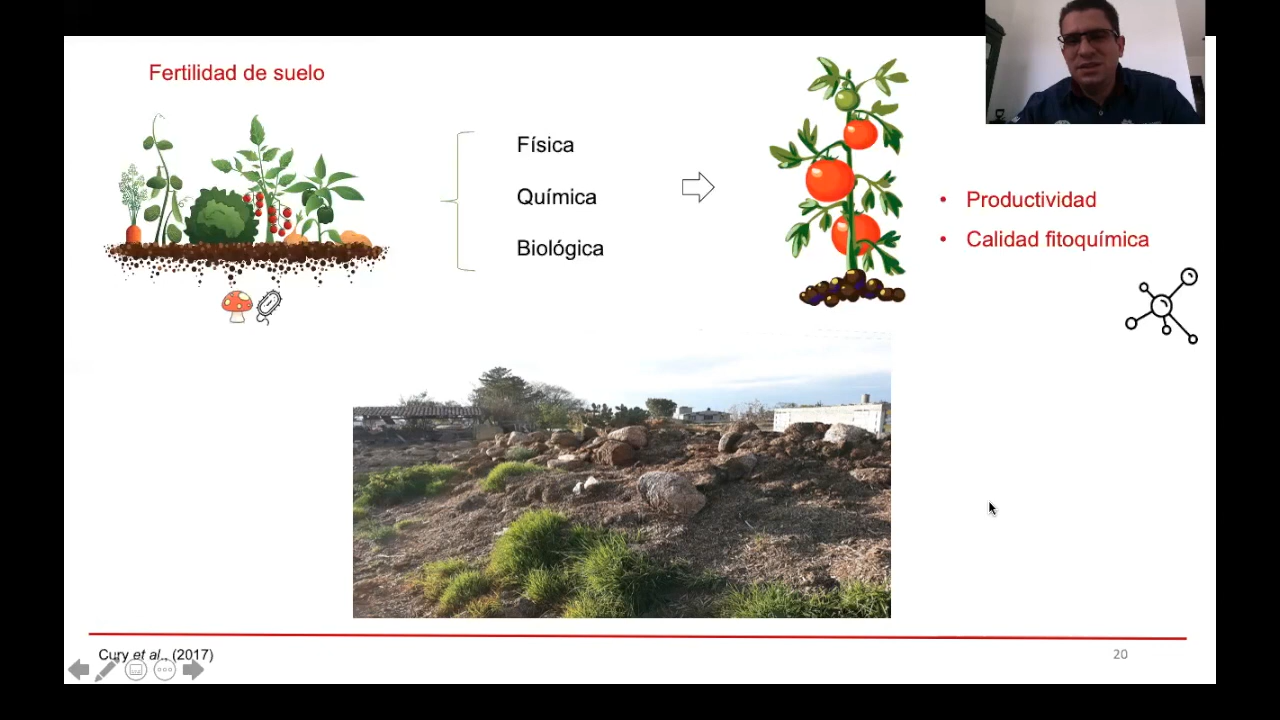 Fertilidad de suelo
Física
Química
Biológica
• Productividad
• Calidad fitoquímica
Cury et al., (2017)
20